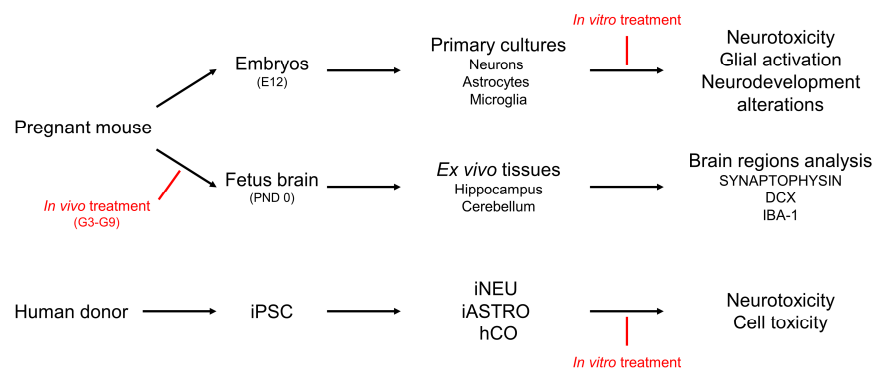 In vitro treatment
Pregnant mouse
Embryos
(E12)
Primary cultures
Neurons
Astrocytes
Microglia
Neurotoxicity
Glial activation
Neurodevelopment
alterations
In vivo treatment
(G3-G9)
Fetus brain
(PND 0)
Ex vivo tissues
Hippocampus
Cerebellum
Brain regions analysis
SYNAPTOPHYSIN
DCX
IBA-1
Human donor
iPSC
iNEU
iASTRO
hCO
Neurotoxicity
Cell toxicity
In vitro treatment